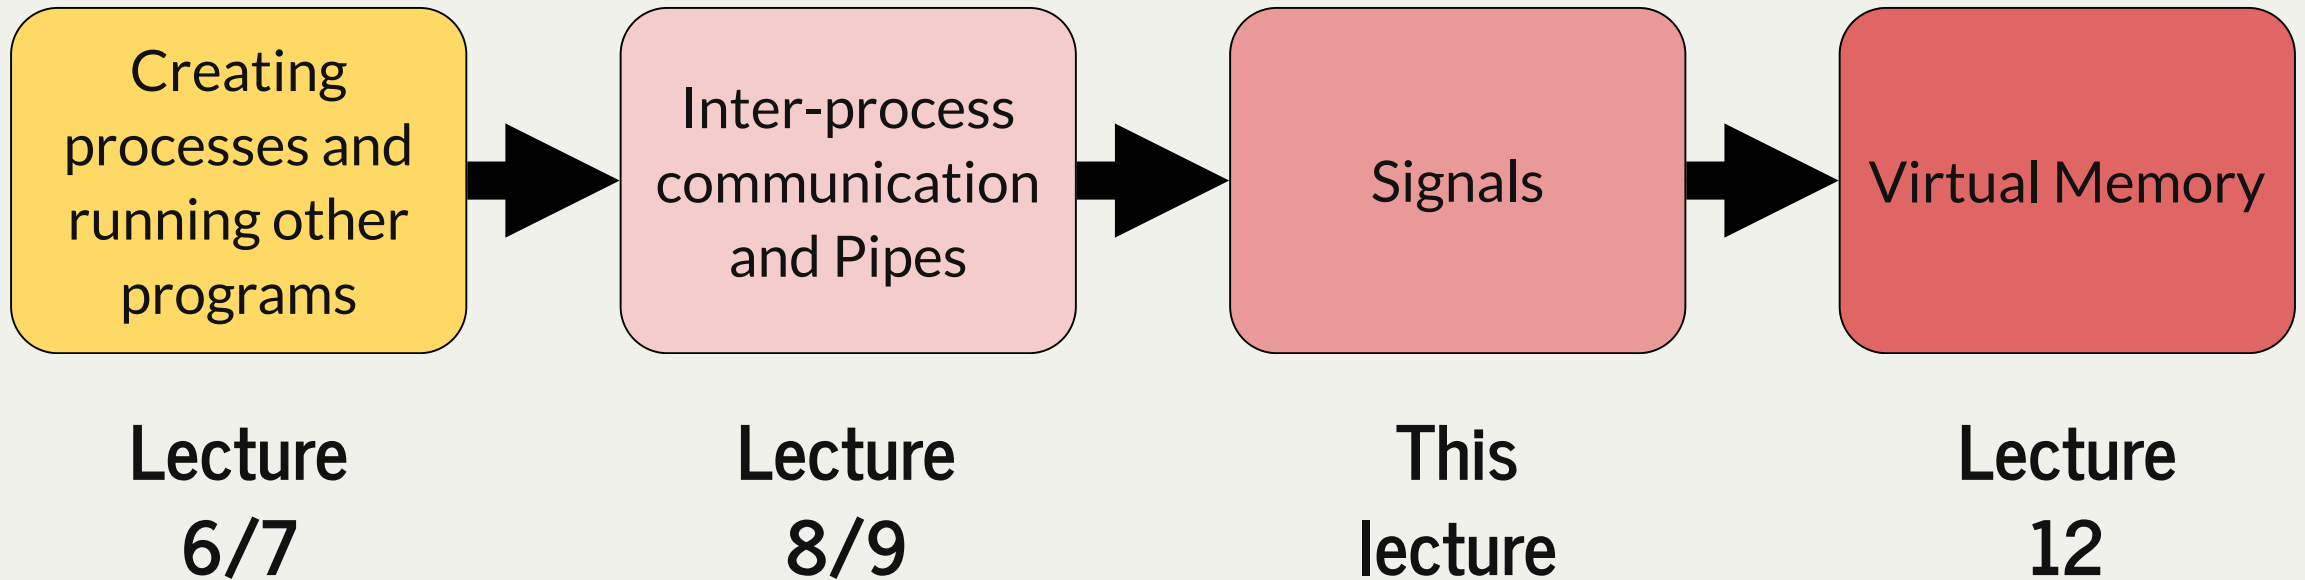 Creating
processes and
running other
programs
Inter-process
communication
and Pipes
Signals
Virtual Memory
Lecture
6/7
Lecture
8/9
This
lecture
Lecture
12